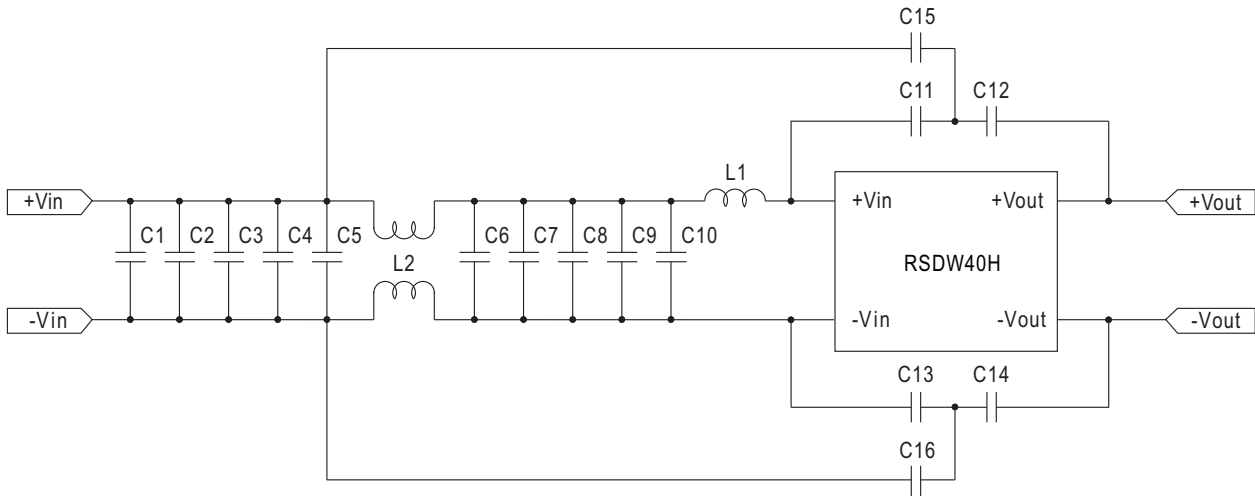 C15
C11 C12
L1
+Vin +Vin +Vout +Vout
C1 C2 C3 C4 C5 C6 C7 C8 C9 C10
L2 RSDW40H
-Vin -Vin -Vout -Vout
C13 C14
C16